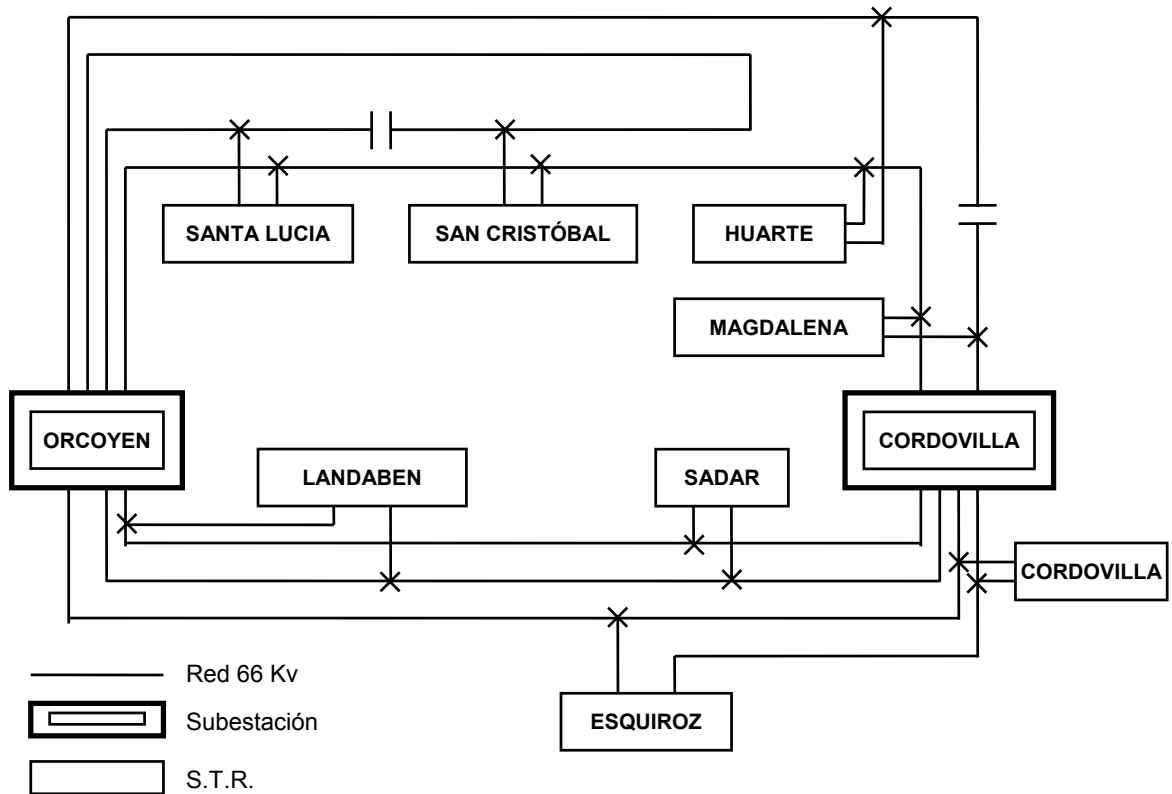 SANTA LUCIA
SAN CRISTÓBAL
HUARTE
MAGDALENA
ORCOYEN
CORDOVILLA
LANDABEN
SADAR
CORDOVILLA
Red 66 Kv
Subestación
ESQUIROZ
S.T.R.